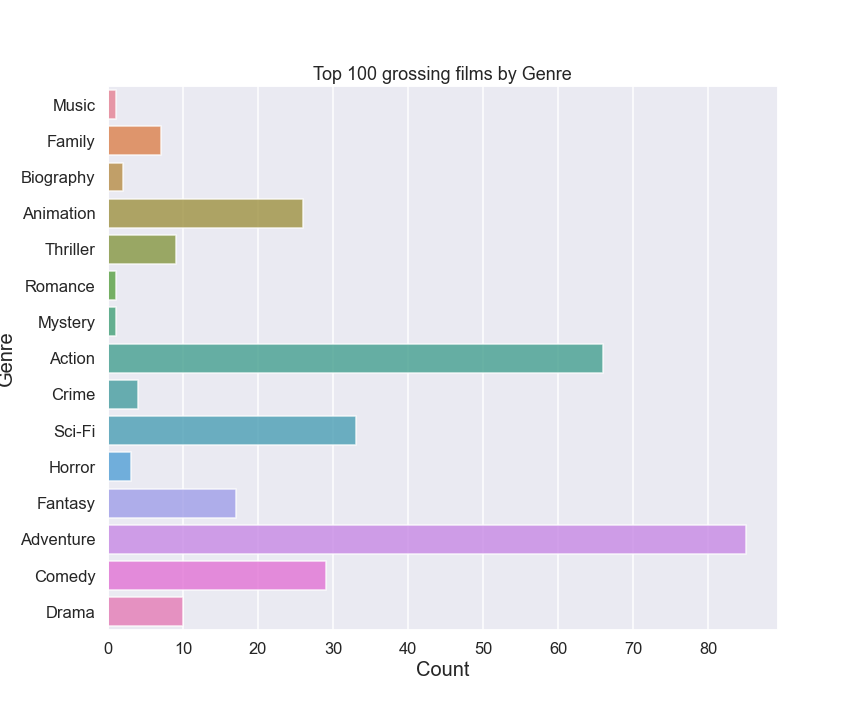 Top 100 grossing films by Genre
Genre
Music
Family
Biography
Animation
Thriller
Romance
Mystery
Action
Crime
Sci-Fi
Horror
Fantasy
Adventure
Comedy
Drama
0 10 20 30 40 50 60 70 80
Count